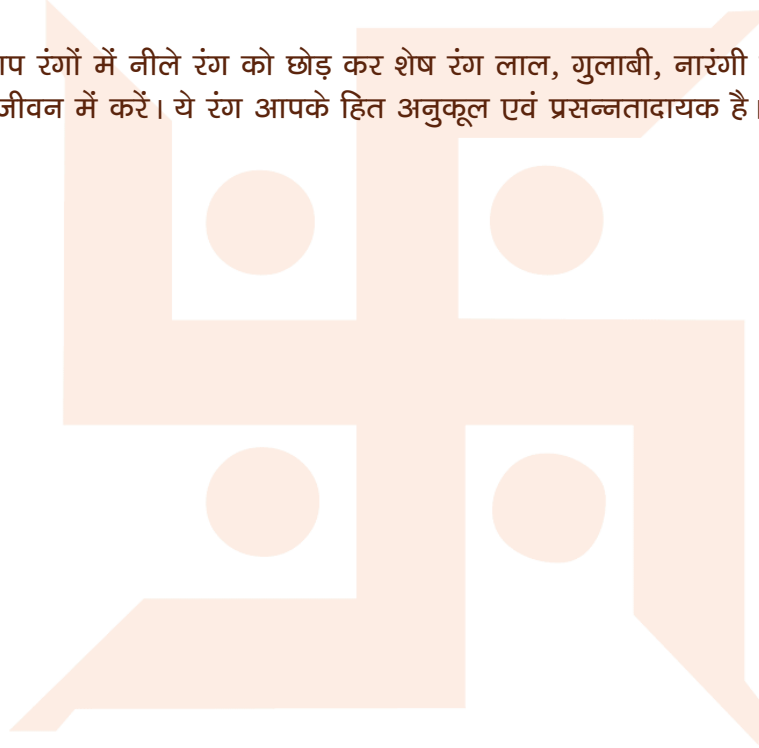 रंगों में नीले रंग को छोड़ कर शेष रंग लाल, गुलाबी, नारंगी
जीवन में करें। ये रंग आपके हित अनुकूल एवं प्रसन्नतादायक है।